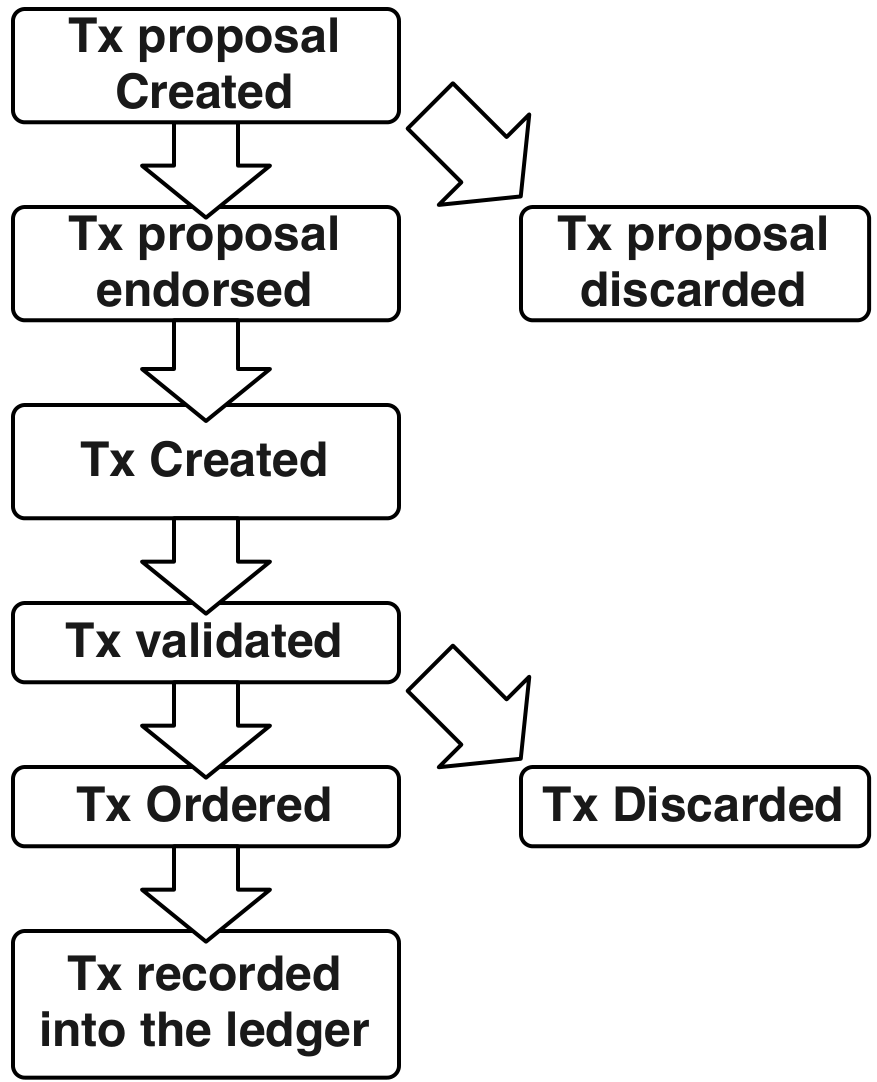 Tx proposal
Created
Tx proposal
endorsed
Tx proposal
discarded
Tx Created
Tx validated
Tx Ordered
Tx Discarded
Tx recorded
into the ledger